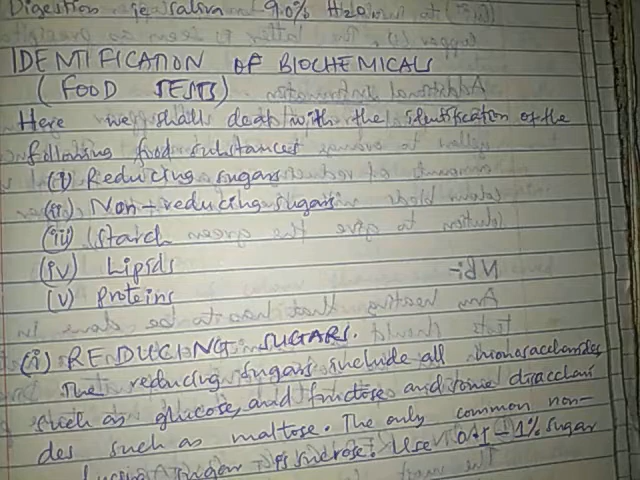 Digestion ie saliva 90% H2O
IDENTIFICATION OF BIOCHEMICALS
(FOOD TESTS)
Here we shall deal with the identification of the
following food substances
(i) Reducing sugars
(ii) Non-reducing sugars
(iii) Starch
(iv) Lipids
(v) Proteins
(i) REDUCING SUGARS.
The reducing sugars include all monosaccharides
such as glucose and fructose and some disacchari
des such as maltose. The only common non-
sugar is sucrose. Use 1% sugar